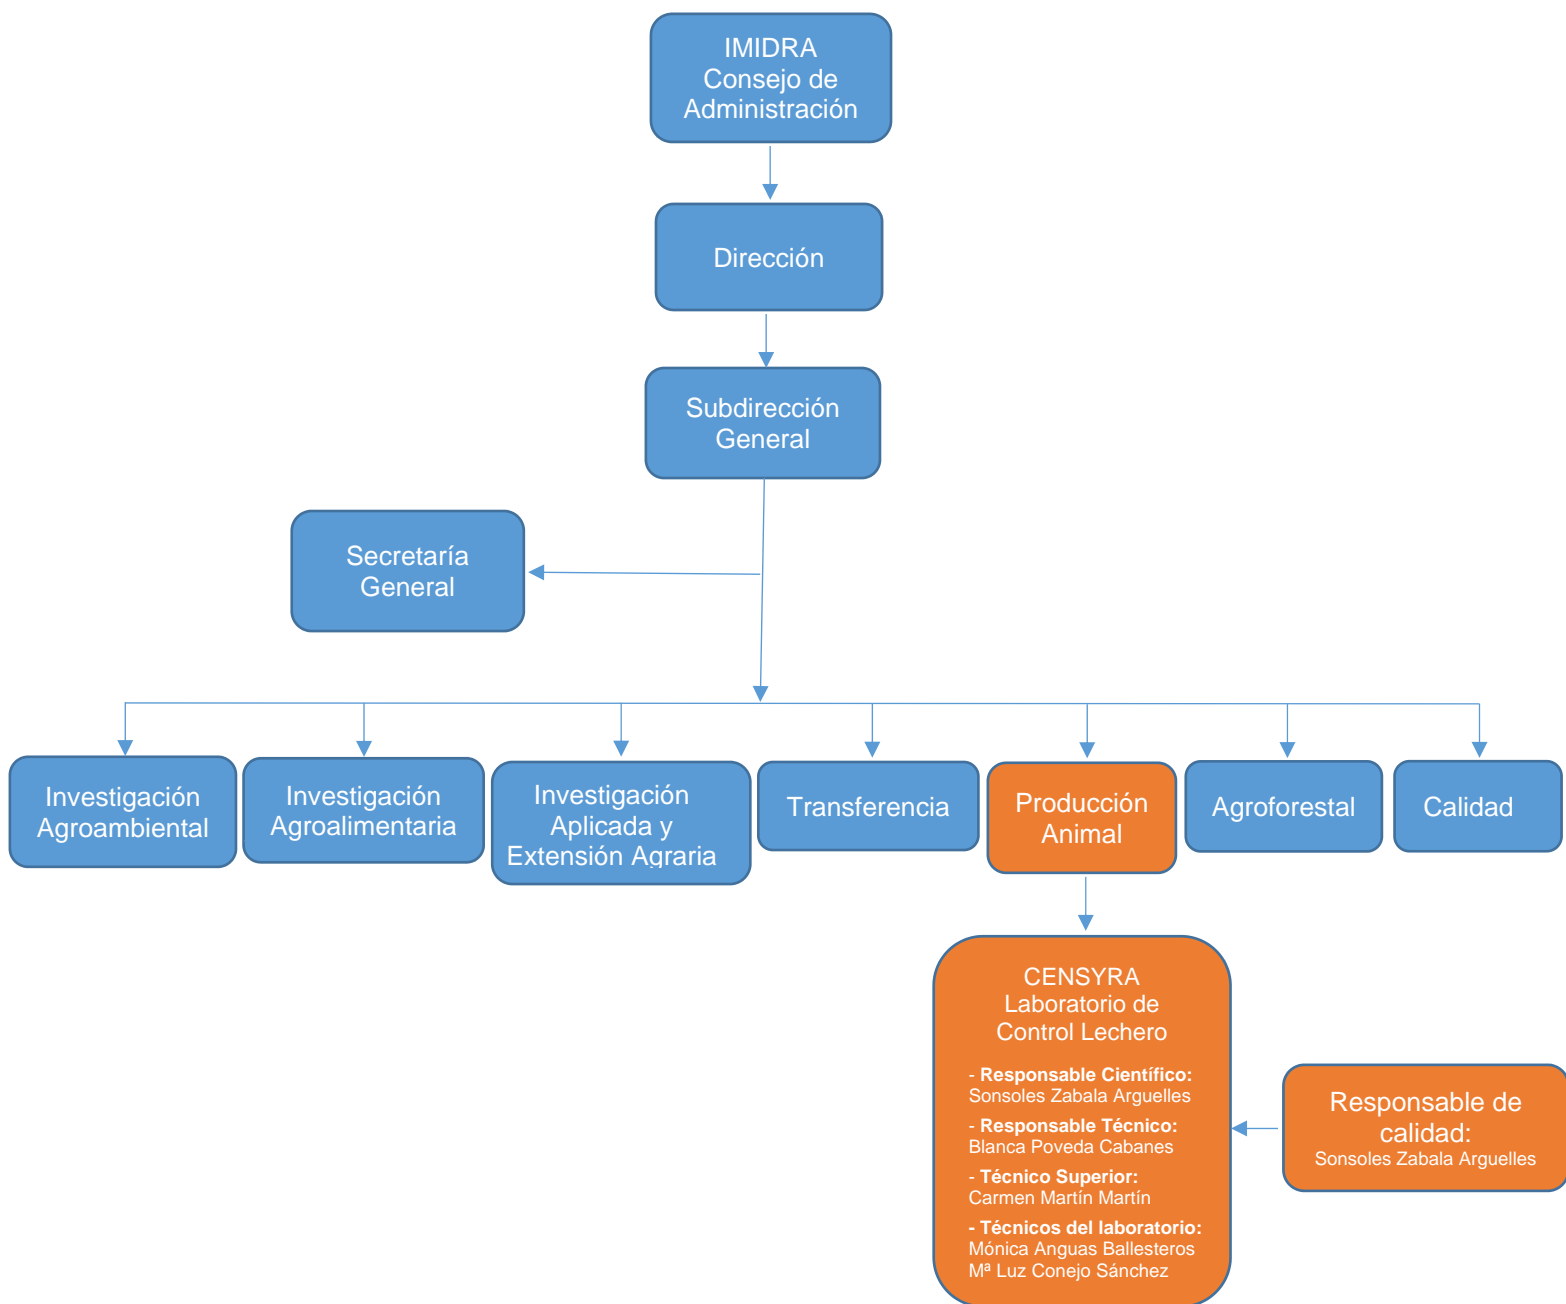 IMIDRA
Consejo de
Administración
Dirección
Subdirección
General
Secretaría
General
Investigación
Agroambiental
Investigación
Agroalimentaria
Investigación
Aplicada y
Extensión Agraria
Transferencia
Producción
Animal
Agroforestal
Calidad
CENSYRA
Laboratorio de
Control Lechero
- Responsable Científico:
Sonsoles Zabala Arguelles
- Responsable Técnico:
Blanca Poveda Cabanes
- Técnico Superior:
Carmen Martín Martín
- Técnicos del laboratorio:
Mónica Anguas Ballesteros
Mª Luz Conejo Sánchez
Responsable de
calidad:
Sonsoles Zabala Arguelles